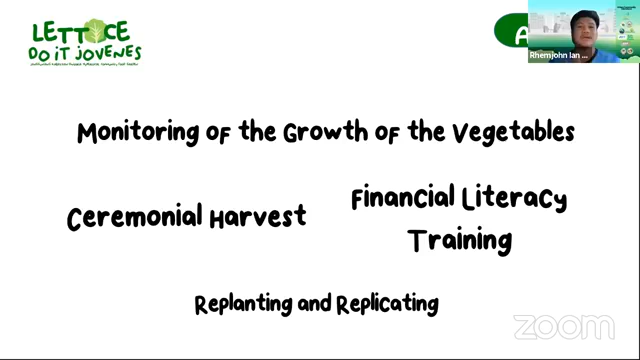 LETTUCE
DO IT JOVENES
A
Rhemjohn Ian ...
Monitoring of the Growth of the Vegetables
Ceremonial Harvest
Financial Literacy
Training
Replanting and Replicating
zoom